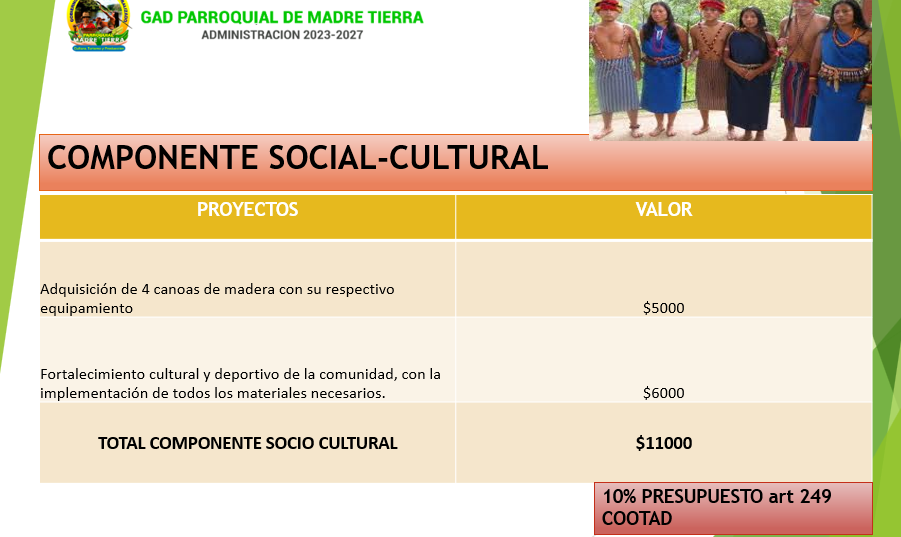 GAD PARROQUIAL DE MADRE TIERRA
ADMINISTRACION 2023-2027
PARROQUIAL
MADRE TIERRA
COMPONENTE SOCIAL-CULTURAL
PROYECTOS VALOR
Adquisición de 4 canoas de madera con su respectivo
equipamiento $5000
Fortalecimiento cultural y deportivo de la comunidad, con la
implementación de todos los materiales necesarios. $6000
TOTAL COMPONENTE SOCIO CULTURAL $11000
10% PRESUPUESTO art 249
COOTAD